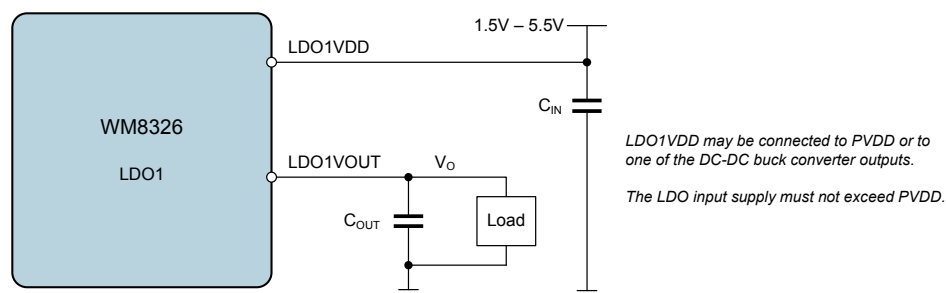 1.5V – 5.5V
LDO1VDD
C_IN
WM8326
LDO1
LDO1VDD may be connected to PVDD or to
one of the DC-DC buck converter outputs.
The LDO input supply must not exceed PVDD.
LDO1VOUT
V_O
C_OUT
Load